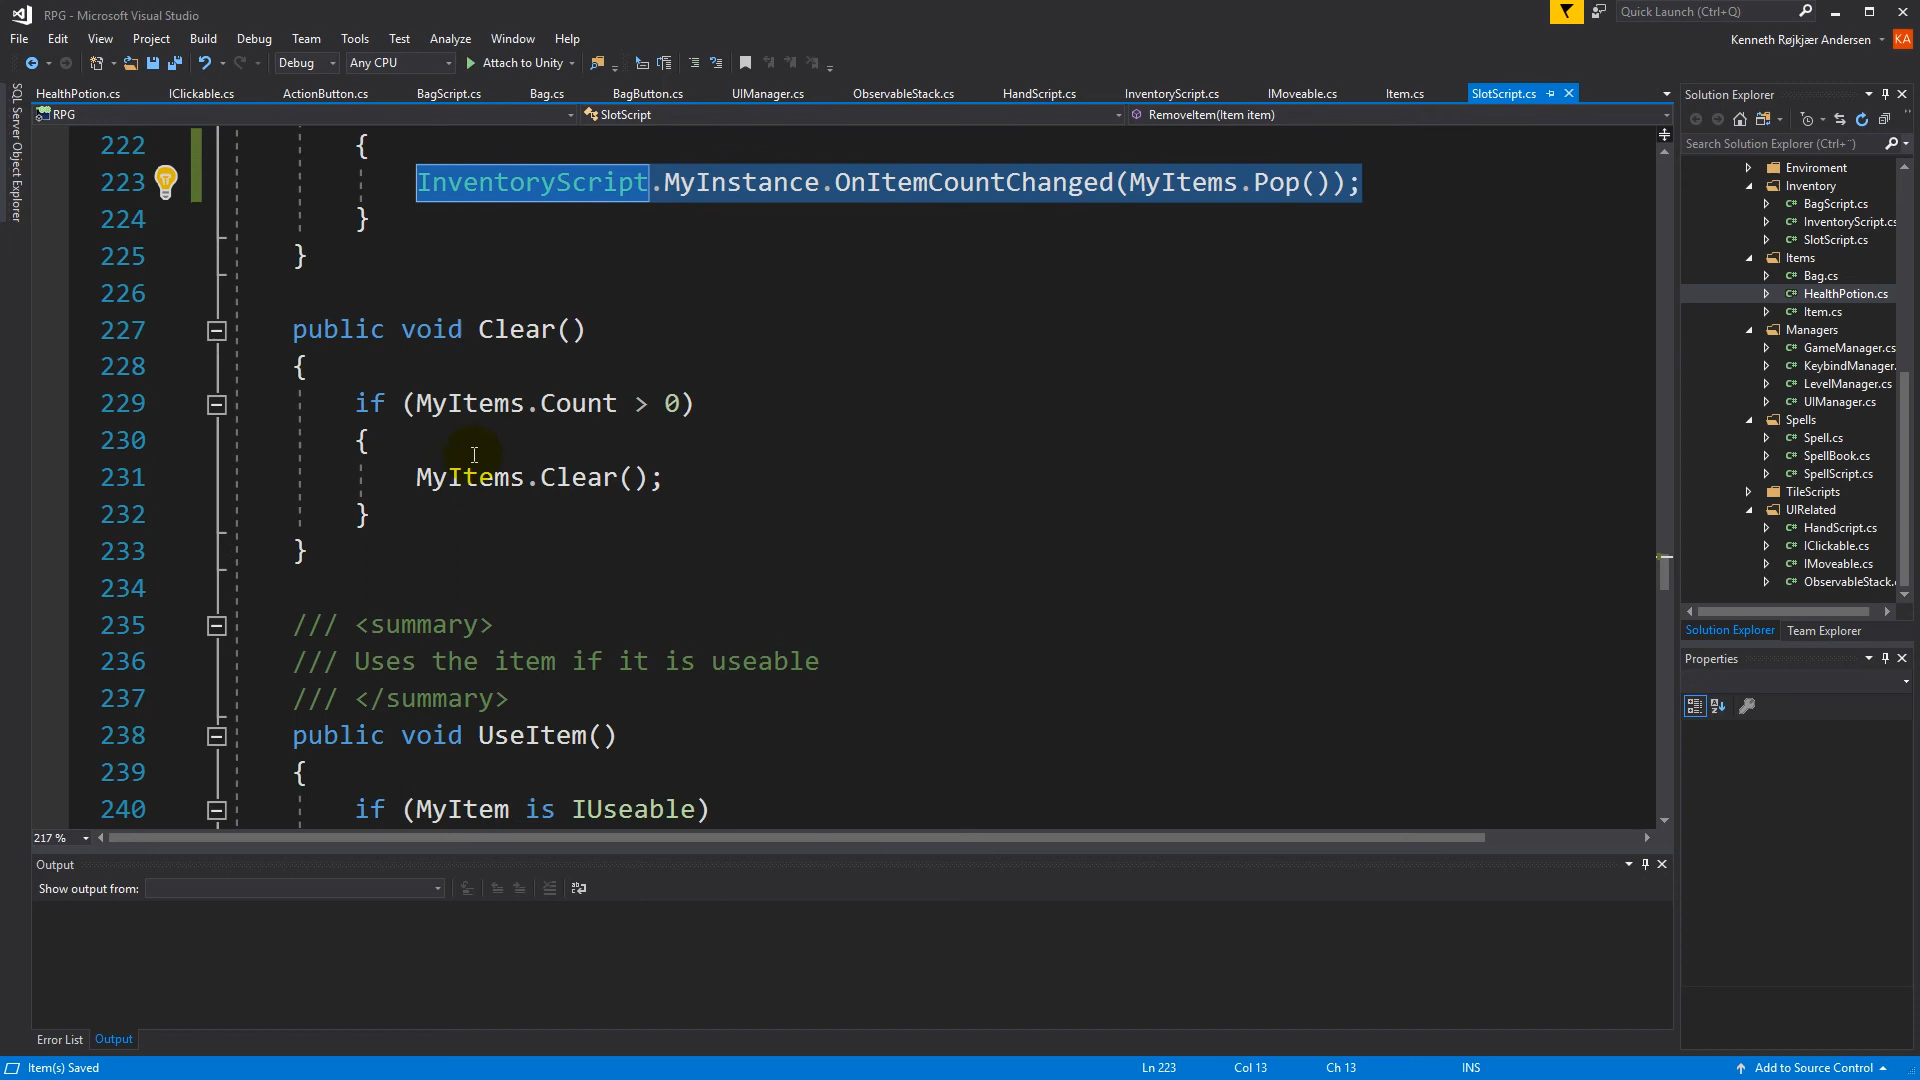 RPG - Microsoft Visual Studio
Quick Launch (Ctrl+Q)
File Edit View Project Build Debug Team Tools Test Analyze Window Help
Kenneth Røjkjær Andersen KA
Debug Any CPU Attach to Unity
HealthPotion.cs IClickable.cs ActionButton.cs BagScript.cs Bag.cs BagButton.cs UIManager.cs ObservableStack.cs HandScript.cs InventoryScript.cs IMoveable.cs Item.cs SlotScript.cs
RPG SlotScript RemoveItem(Item item)
SQL Server Object Explorer
222 {
223 InventoryScript.MyInstance.OnItemCountChanged(MyItems.Pop());
224 }
225 }
226
227 public void Clear()
228 {
229 if (MyItems.Count > 0)
230 {
231 MyItems.Clear();
232 }
233 }
234
235 /// <summary>
236 /// Uses the item if it is useable
237 /// </summary>
238 public void UseItem()
239 {
240 if (MyItem is IUseable)
217 %
Output
Show output from:
Error List Output
Solution Explorer
Search Solution Explorer (Ctrl+¨)
Enviroment
Inventory
C# BagScript.cs
C# InventoryScript.cs
C# SlotScript.cs
Items
C# Bag.cs
C# HealthPotion.cs
C# Item.cs
Managers
C# GameManager.cs
C# KeybindManager.
C# LevelManager.cs
C# UIManager.cs
Spells
C# Spell.cs
C# SpellBook.cs
C# SpellScript.cs
TileScripts
UIRelated
C# HandScript.cs
C# IClickable.cs
C# IMoveable.cs
C# ObservableStack.
Solution Explorer Team Explorer
Properties
Item(s) Saved Ln 223 Col 13 Ch 13 INS Add to Source Control